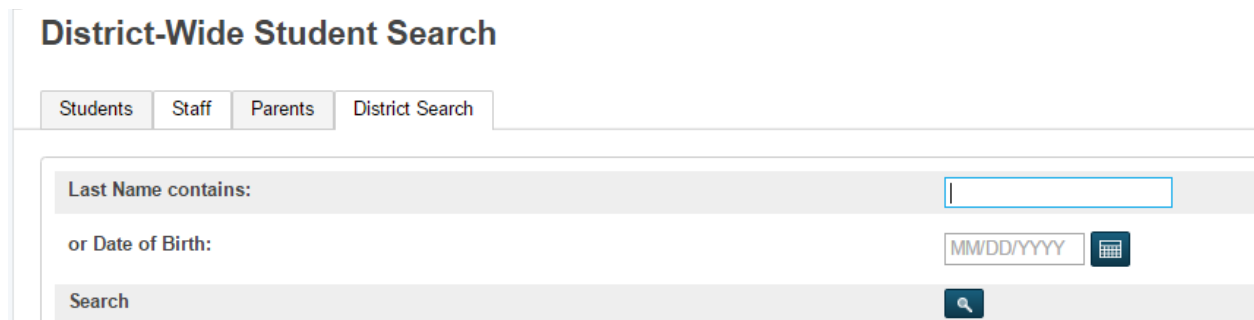 District-Wide Student Search
Students Staff Parents District Search
Last Name contains:
or Date of Birth: MM/DD/YYYY
Search